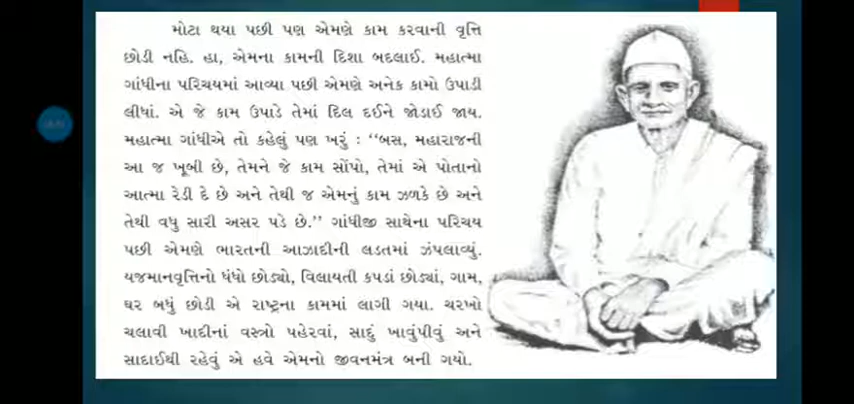 મોટા થયા પછી પણ એમણે કામ કરવાની વૃત્તિ
છોડી નહિ. હા, એમના કામની દિશા બદલાઈ. મહાત્મા
ગાંધીના પરિચયમાં આવ્યા પછી એમણે અનેક કામો ઉપાડી
લીધાં. એ જે કામ ઉપાડે તેમાં દિલ દઈને જોડાઈ જાય.
મહાત્મા ગાંધીએ તો કહેલું પણ ખરું : “બસ, મહારાજની
આ જ ખૂબી છે, તેમને જે કામ સોંપો, તેમાં એ પોતાનો
આત્મા રેડી દે છે અને તેથી જ એમનું કામ ઝળકે છે અને
તેથી વધુ સારી અસર પડે છે.” ગાંધીજી સાથેના પરિચય
પછી એમણે ભારતની આઝાદીની લડતમાં ઝંપલાવ્યું.
યજમાનવૃત્તિનો ધંધો છોડ્યો, વિલાયતી કપડાં છોડ્યાં, ગામ,
ઘર બધું છોડી એ રાષ્ટ્રના કામમાં લાગી ગયા. ચરખો
ચલાવી ખાદીનાં વસ્ત્રો પહેરવાં, સાદું ખાવુંપીવું અને
સાદાઈથી રહેવું એ હવે એમનો જીવનમંત્ર બની ગયો.